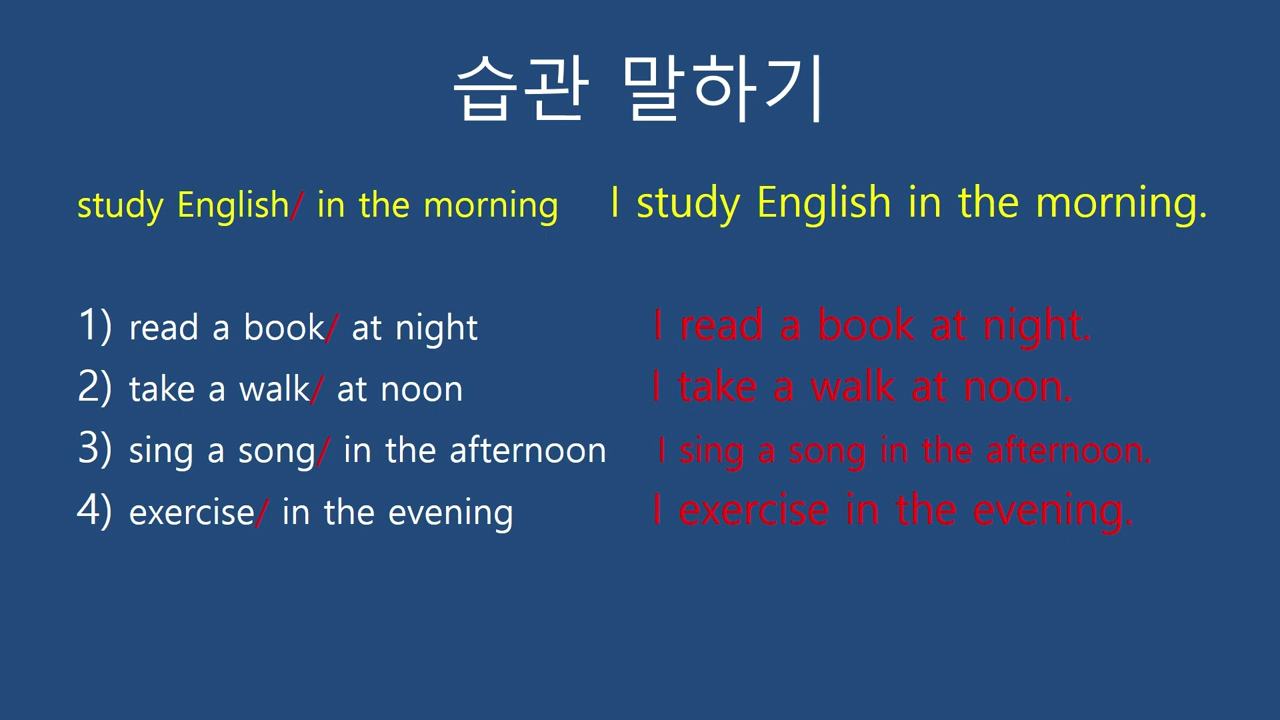 습관 말하기
study English/ in the morning I study English in the morning.
1) read a book/ at night I read a book at night.
2) take a walk/ at noon I take a walk at noon.
3) sing a song/ in the afternoon I sing a song in the afternoon.
4) exercise/ in the evening I exercise in the evening.